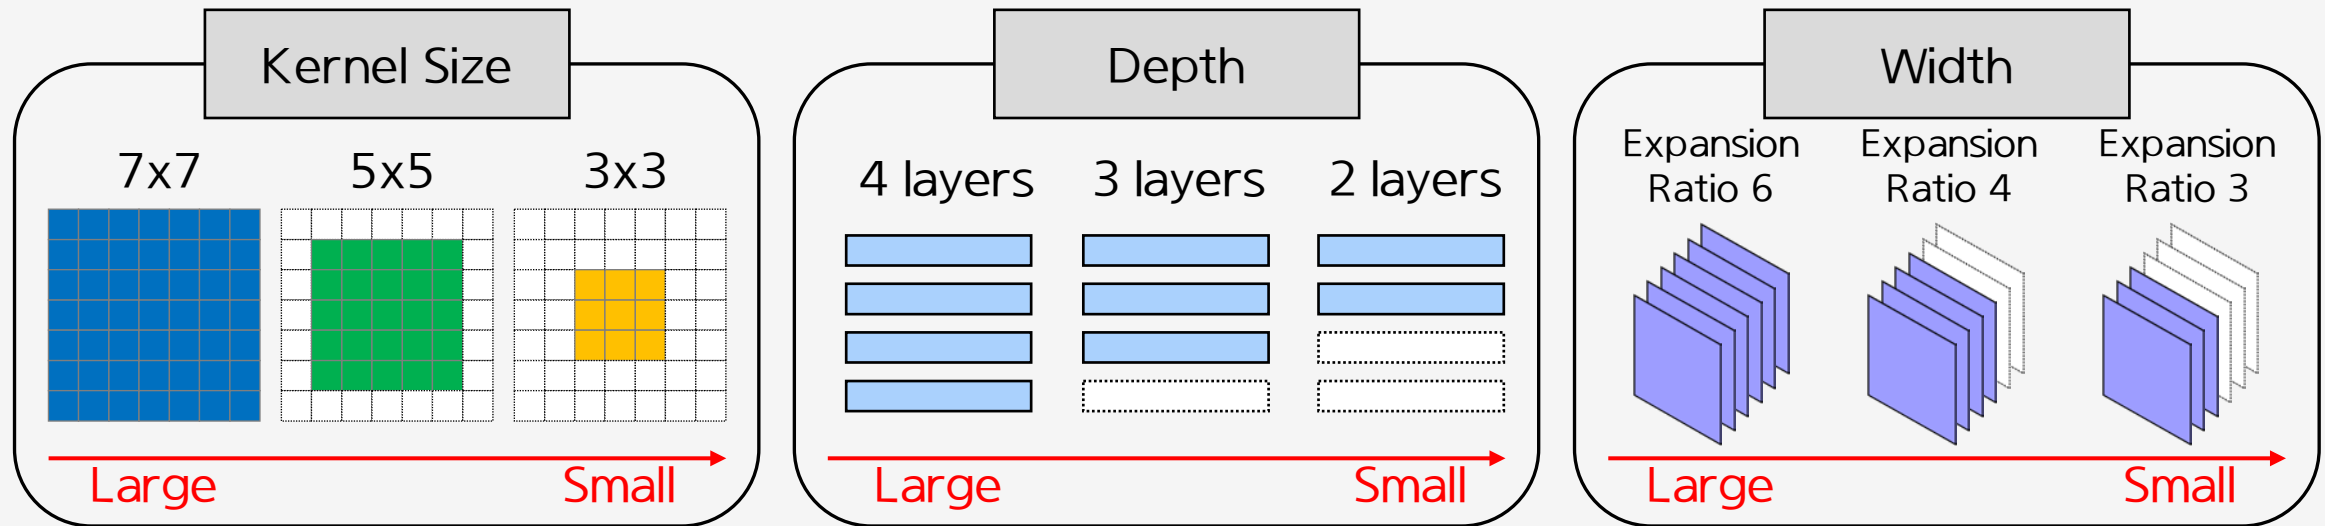 Kernel Size
7x7
5x5
3x3
Large
Small
Depth
4 layers
3 layers
2 layers
Large
Small
Width
Expansion
Ratio 6
Expansion
Ratio 4
Expansion
Ratio 3
Large
Small